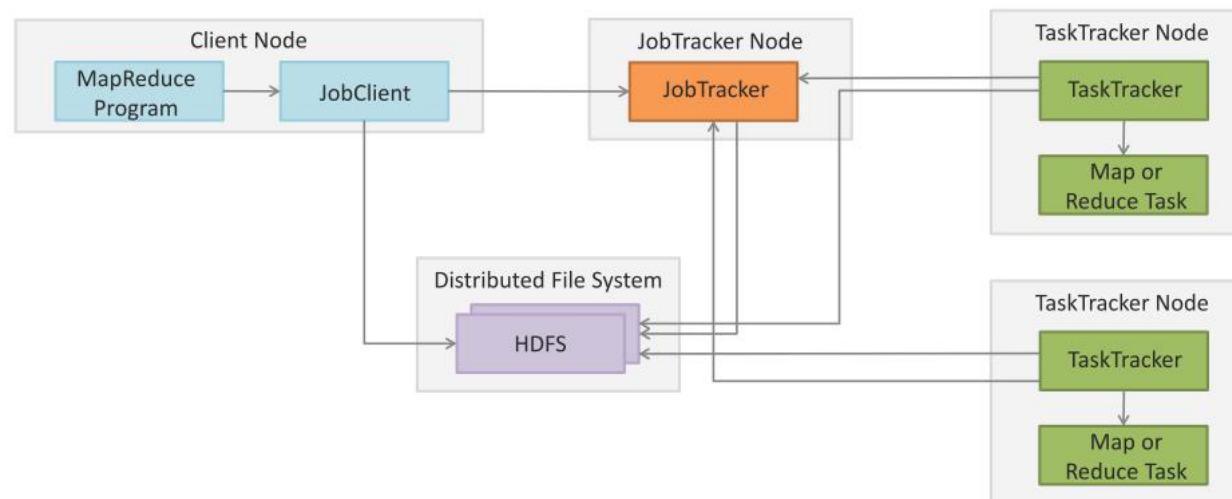 Client Node
MapReduce
Program
JobClient
JobTracker Node
JobTracker
TaskTracker Node
TaskTracker
Map or
Reduce Task
Distributed File System
HDFS
TaskTracker Node
TaskTracker
Map or
Reduce Task